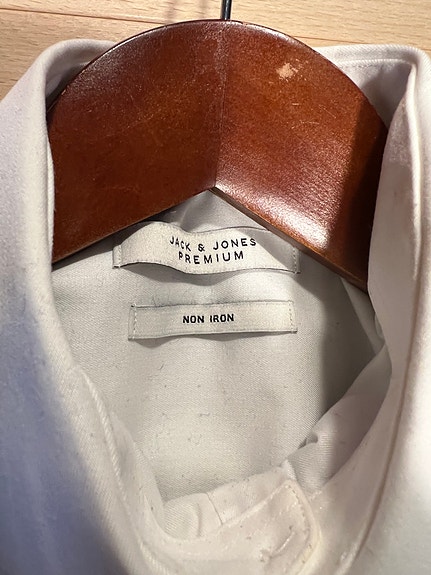 JACK & JONES
PREMIUM
NON IRON